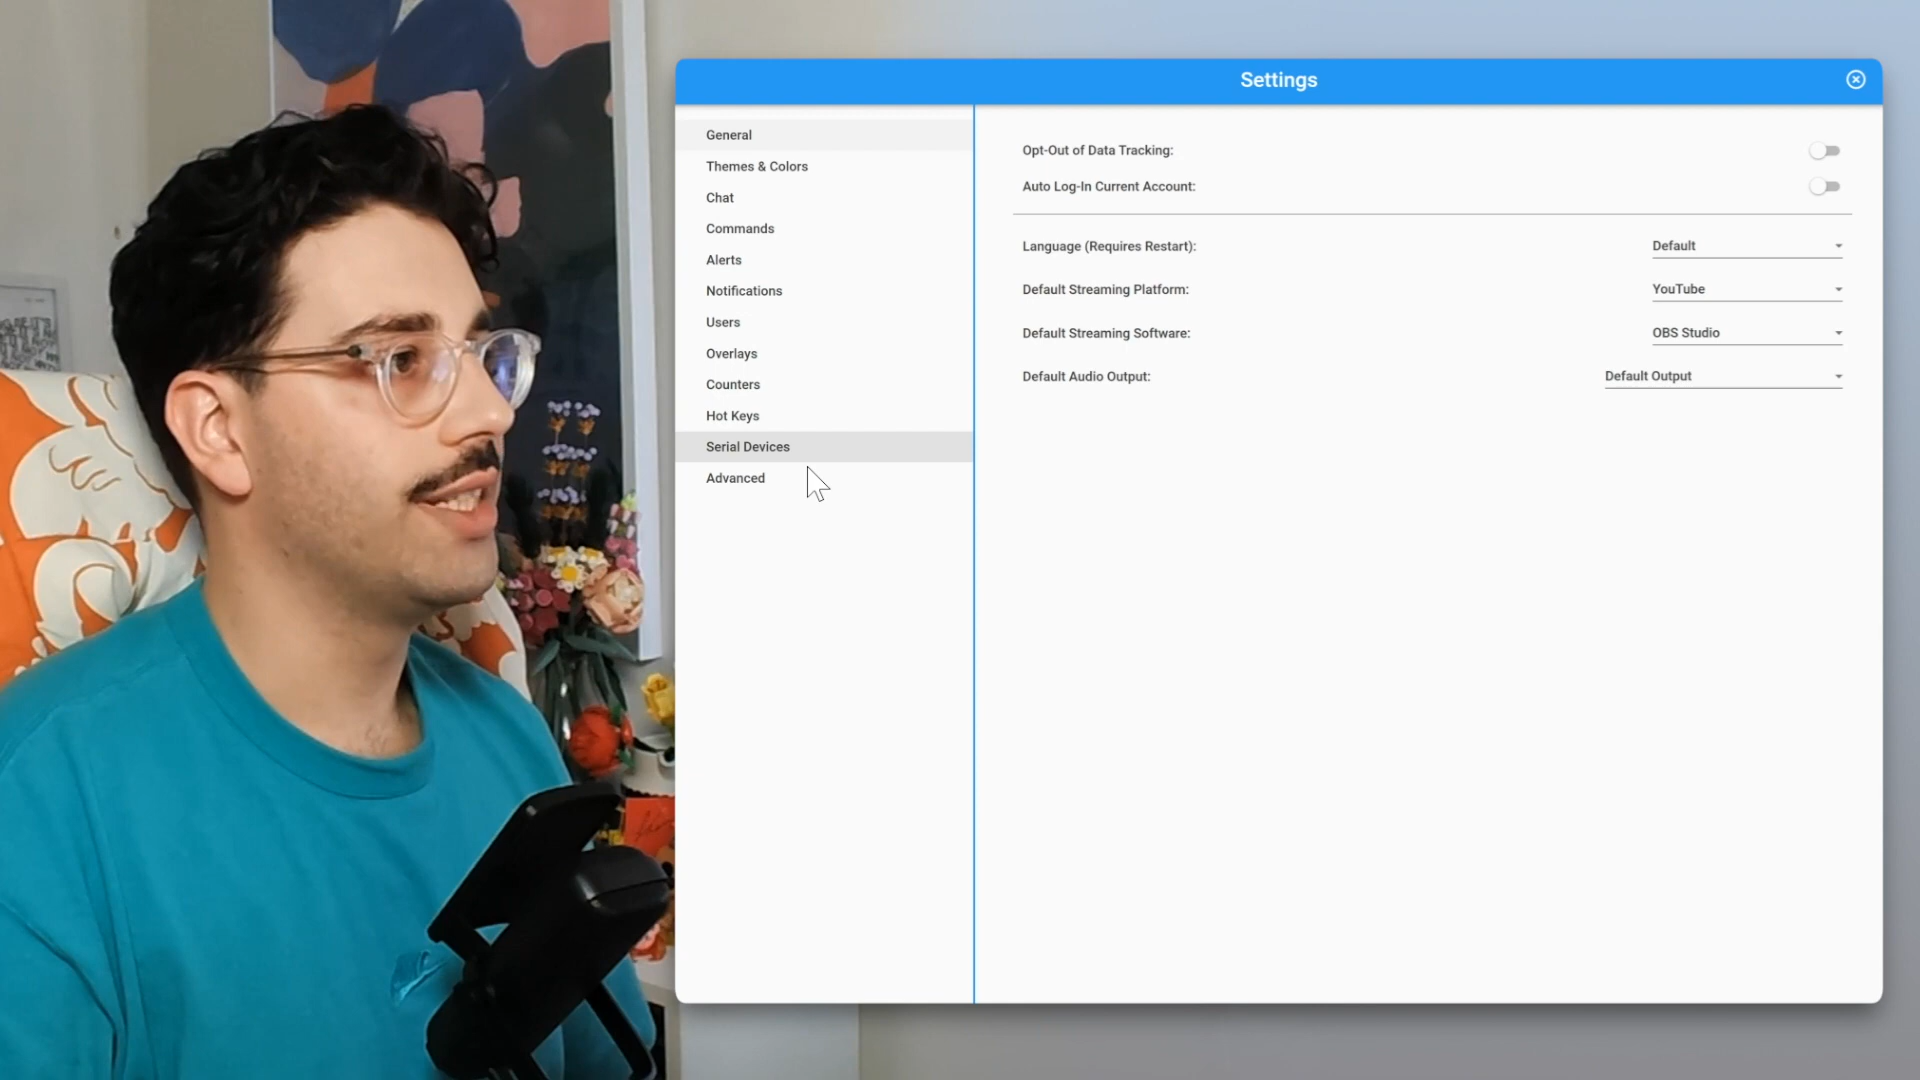 Settings
General
Themes & Colors
Chat
Commands
Alerts
Notifications
Users
Overlays
Counters
Hot Keys
Serial Devices
Advanced
Opt-Out of Data Tracking:
Auto Log-In Current Account:
Language (Requires Restart): Default
Default Streaming Platform: YouTube
Default Streaming Software: OBS Studio
Default Audio Output: Default Output